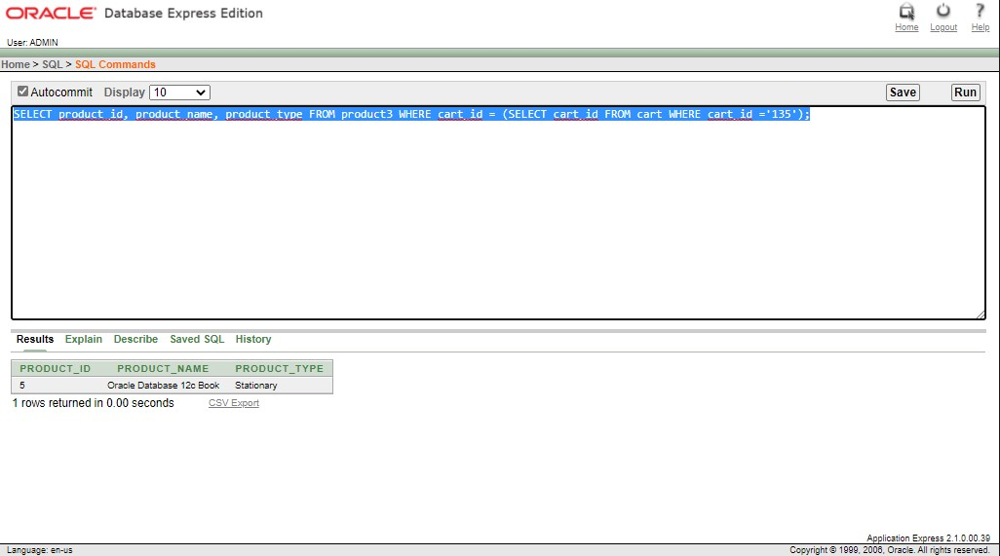 ORACLE Database Express Edition
Home Logout Help
User: ADMIN
Home > SQL > SQL Commands
Autocommit Display 10 Save Run
SELECT product_id, product_name, product_type FROM product3 WHERE cart_id = (SELECT cart_id FROM cart WHERE cart_id ='135');
Results Explain Describe Saved SQL History
PRODUCT_ID PRODUCT_NAME PRODUCT_TYPE
5 Oracle Database 12c Book Stationary
1 rows returned in 0.00 seconds CSV Export
Application Express 2.1.0.00.39
Language: en-us Copyright © 1999, 2006, Oracle. All rights reserved.